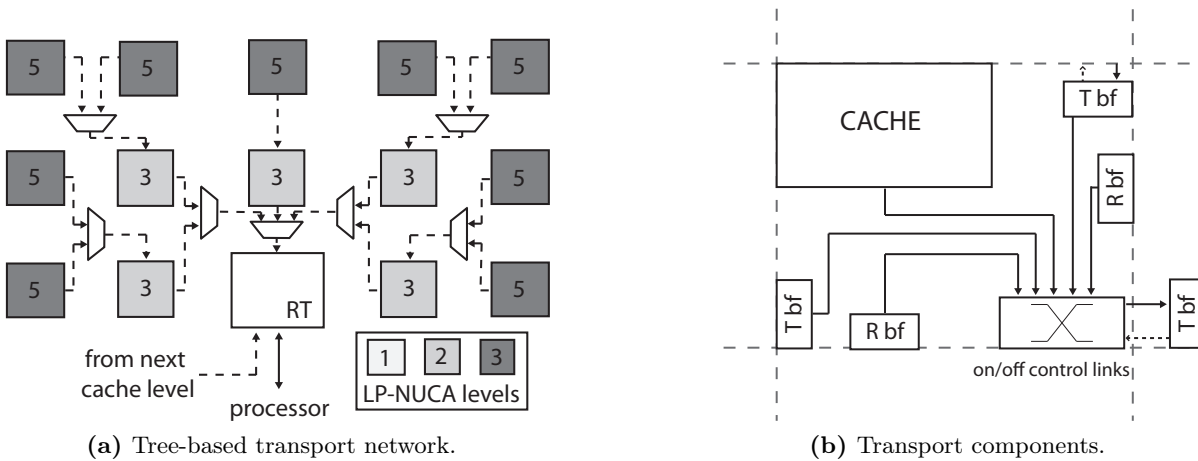 5 5 5 5 5
5 3 3 3 5
5 3 RT 3 5
1 2 3
LP-NUCA levels
from next
cache level
processor
(a) Tree-based transport network.
CACHE
T bf
R bf
T bf
R bf
T bf
on/off control links
(b) Transport components.